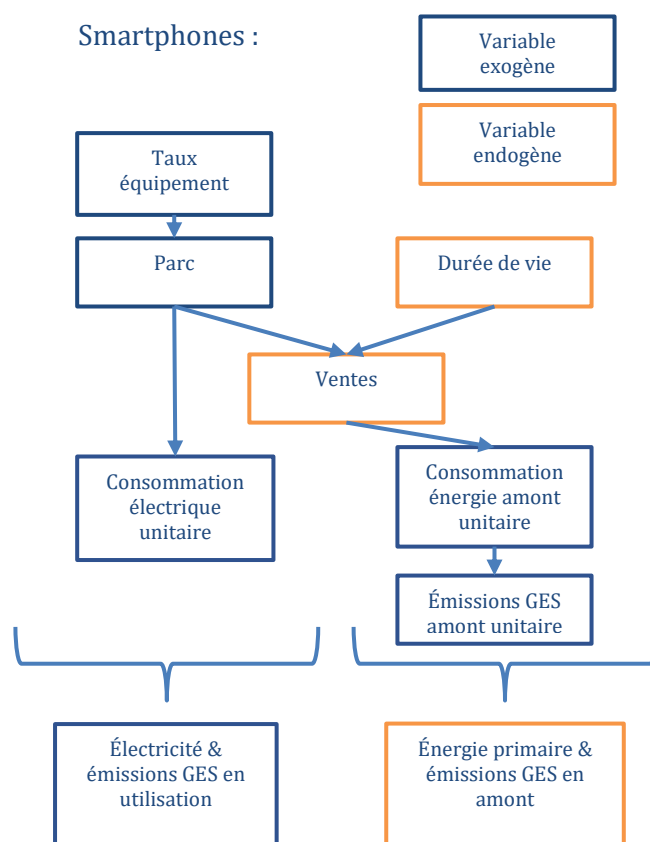 Smartphones :
Variable
exogène
Variable
endogène
Taux
équipement
Parc
Durée de vie
Ventes
Consommation
électrique
unitaire
Consommation
énergie amont
unitaire
Émissions GES
amont unitaire
Électricité &
émissions GES en
utilisation
Énergie primaire &
émissions GES en
amont